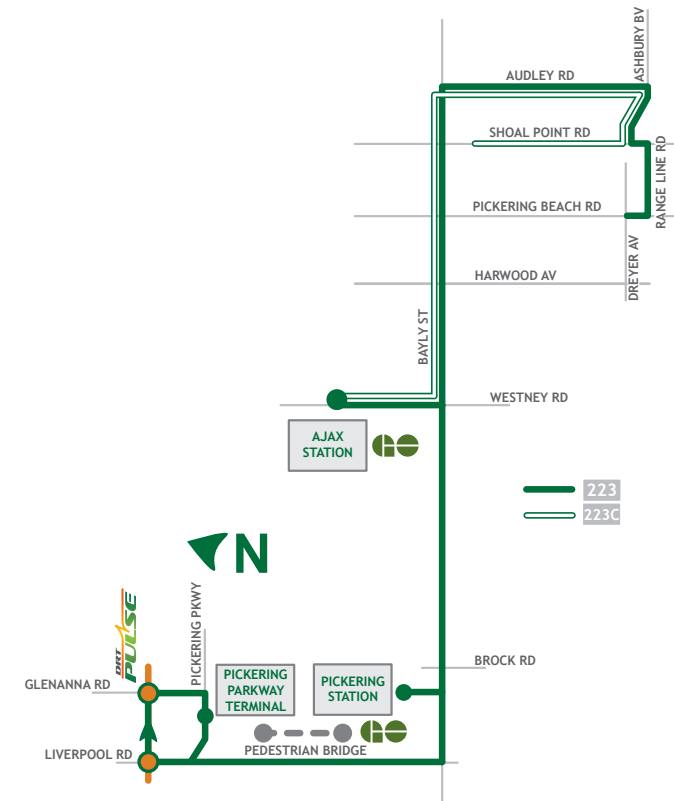 ASHBURY BV
AUDLEY RD
SHOAL POINT RD
RANGE LINE RD
PICKERING BEACH RD
DREYER AV
HARWOOD AV
BAYLY ST
WESTNEY RD
AJAX
STATION
GO
223
223C
N
PICKERING PKWY
DRT
PULSE
BROCK RD
GLENANNA RD
PICKERING
PARKWAY
TERMINAL
PICKERING
STATION
GO
PEDESTRIAN BRIDGE
LIVERPOOL RD